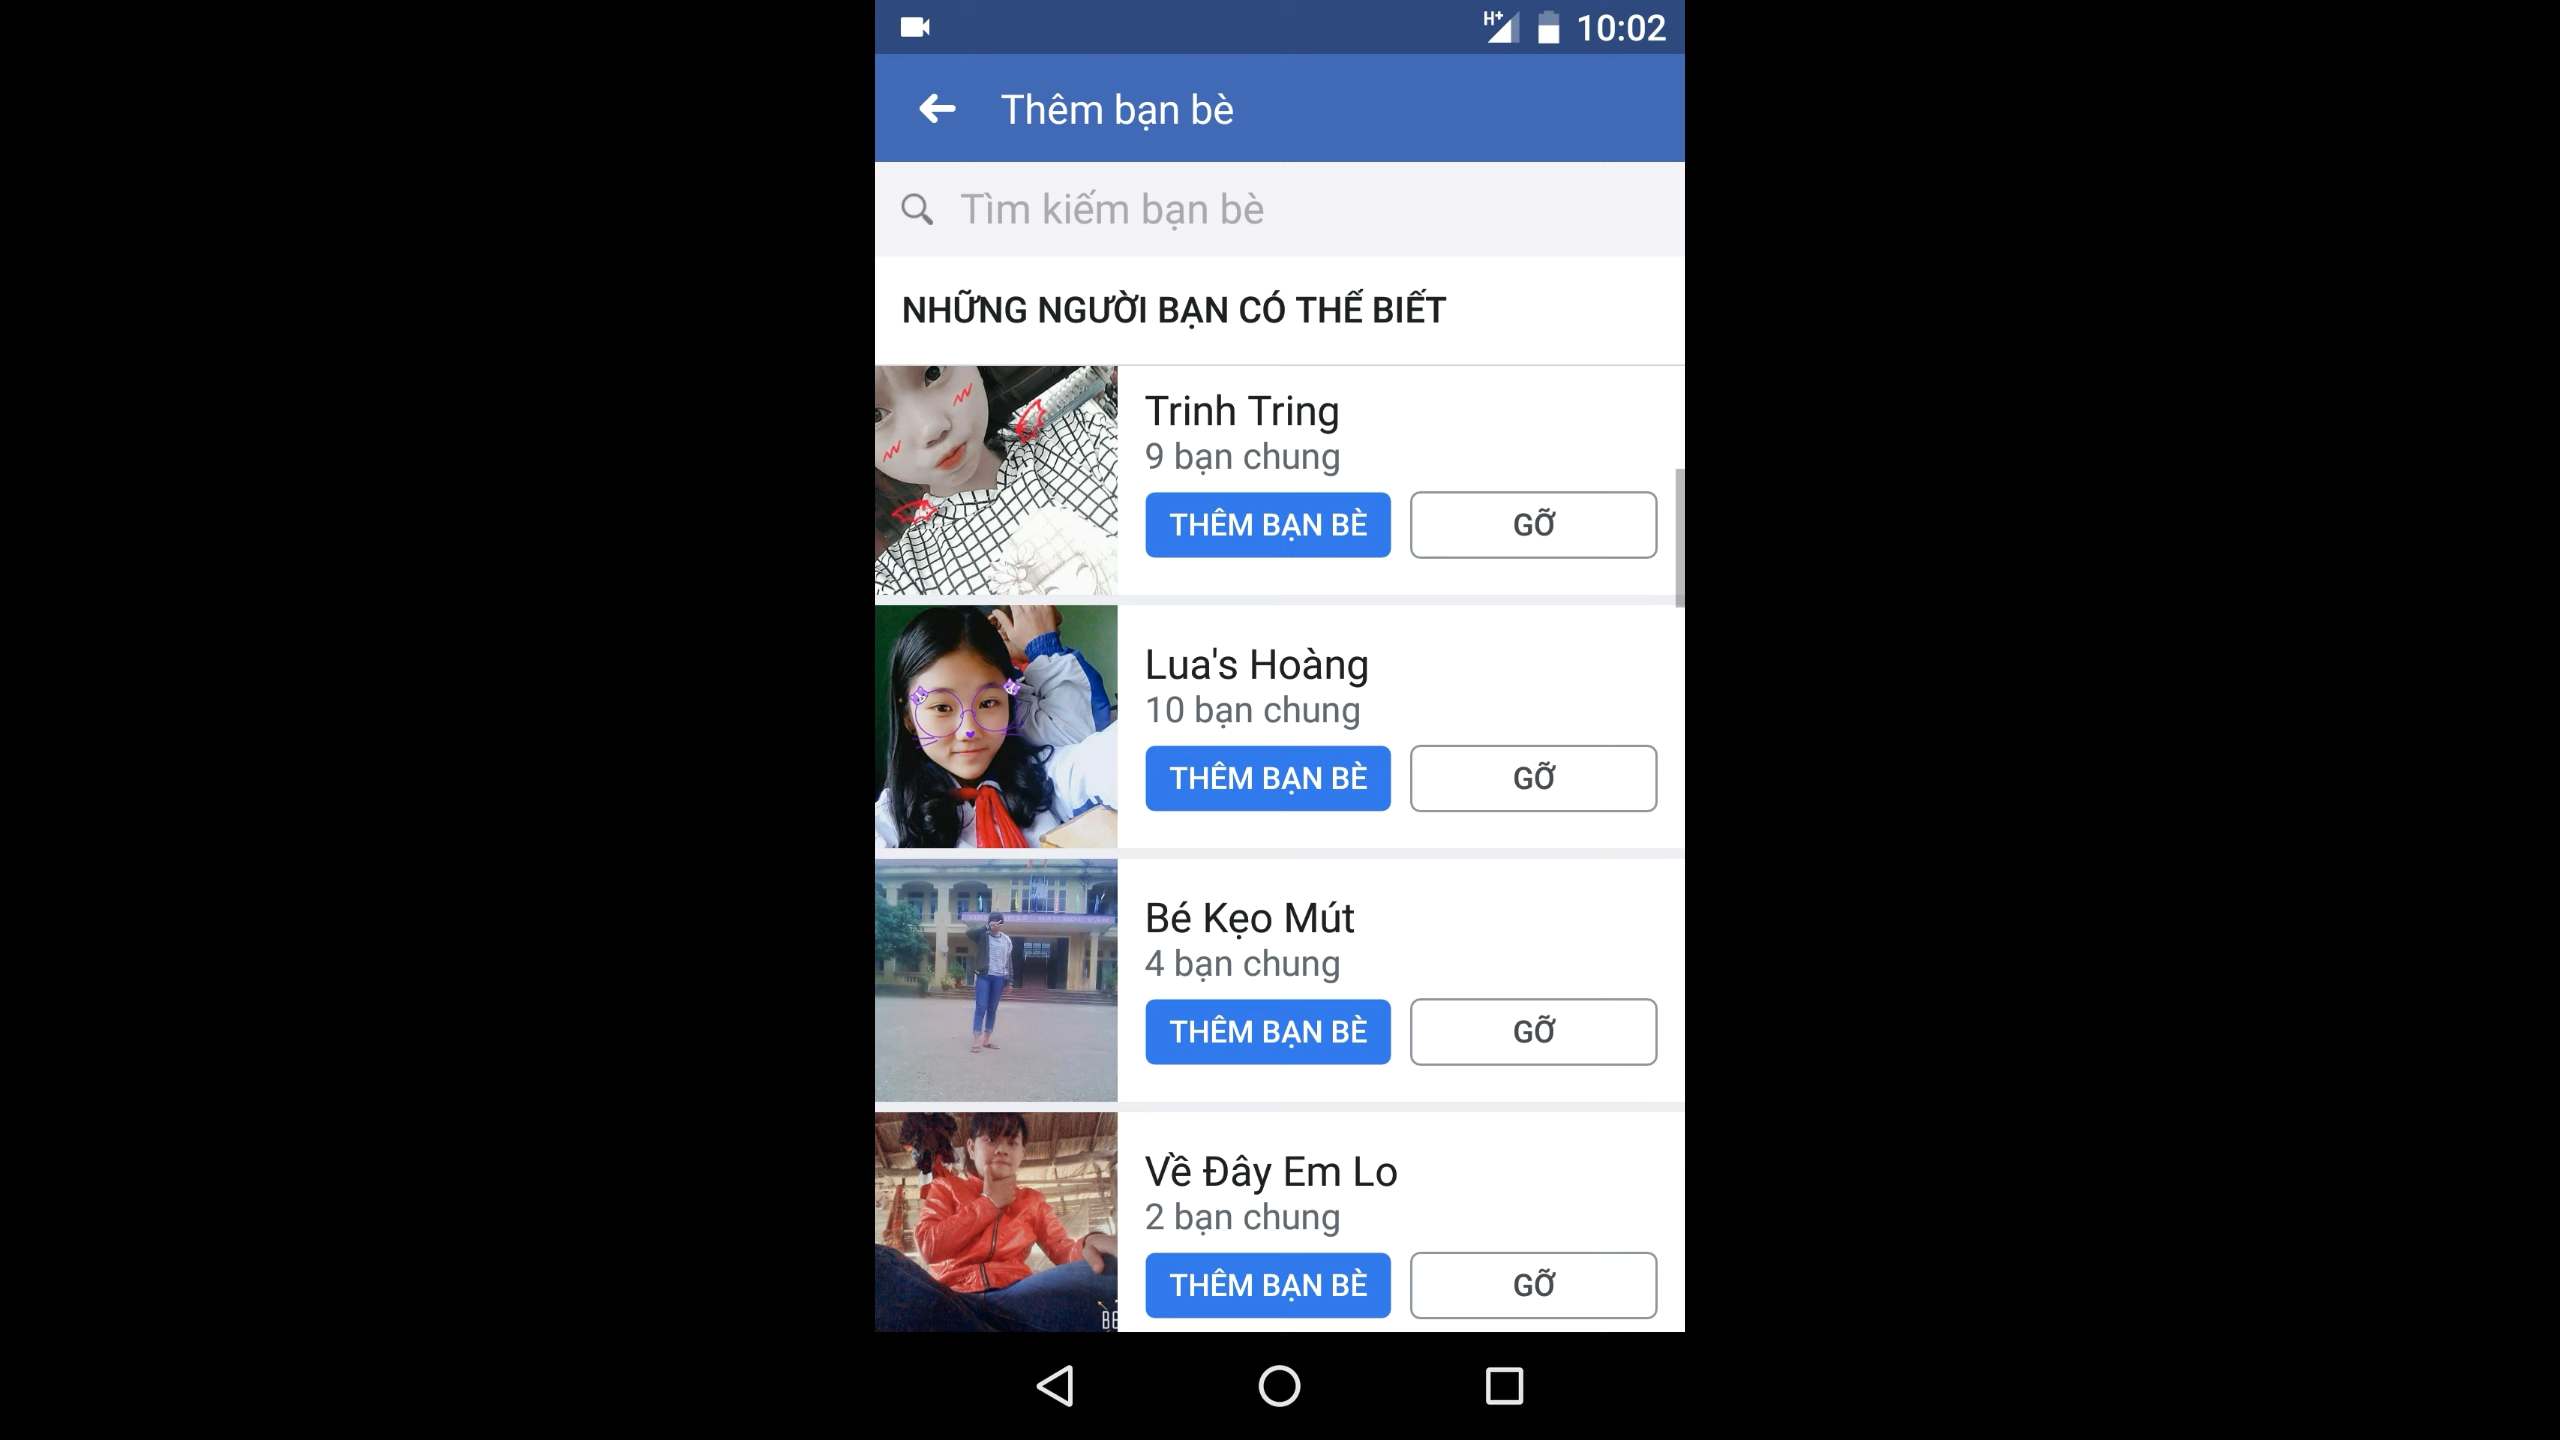 H+ 10:02
Thêm bạn bè
Tìm kiếm bạn bè
NHỮNG NGƯỜI BẠN CÓ THỂ BIẾT
Trinh Tring
9 bạn chung
THÊM BẠN BÈ GỠ
Lua's Hoàng
10 bạn chung
THÊM BẠN BÈ GỠ
Bé Kẹo Mút
4 bạn chung
THÊM BẠN BÈ GỠ
Về Đây Em Lo
2 bạn chung
THÊM BẠN BÈ GỠ